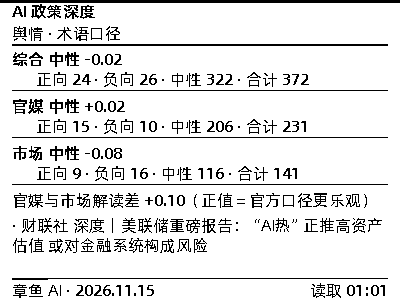 AI 政策深度
舆情 · 术语口径
综合 中性 -0.02
正向 24 · 负向 26 · 中性 322 · 合计 372
官媒 中性 +0.02
正向 15 · 负向 10 · 中性 206 · 合计 231
市场 中性 -0.08
正向 9 · 负向 16 · 中性 116 · 合计 141
官媒与市场解读差 +0.10（正值=官方口径更乐观）
· 财联社 深度｜美联储重磅报告：“AI热”正推高资产
估值 或对金融系统构成风险
章鱼 AI · 2026.11.15
读取 01:01